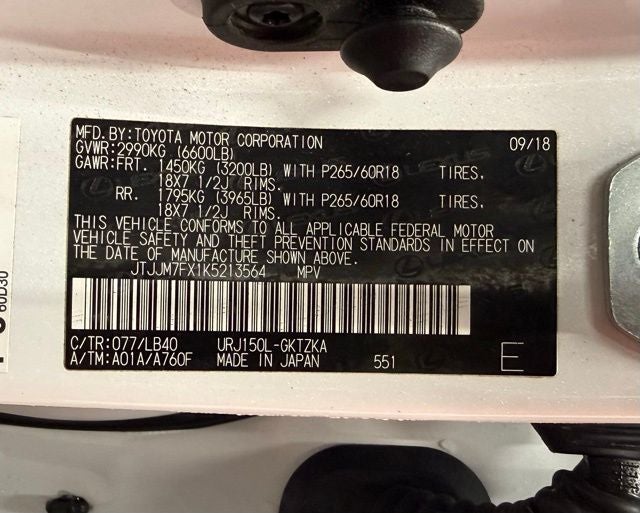 MFD.BY:TOYOTA MOTOR CORPORATION 09/18
GVWR:2990KG (6600LB)
GAWR:FRT. 1450KG (3200LB) WITH P265/60R18 TIRES.
18X7 1/2J RIMS.
RR. 1795KG (3965LB) WITH P265/60R18 TIRES.
18X7 1/2J RIMS.
THIS VEHICLE CONFORMS TO ALL APPLICABLE FEDERAL MOTOR
VEHICLE SAFETY AND THEFT PREVENTION STANDARDS IN EFFECT ON
THE DATE OF MANUFACTURE SHOWN ABOVE.
JTJJM7FX1K5213564 MPV
C/TR:077/LB40 URJ150L-GKTZKA
A/TM:A01A/A760F MADE IN JAPAN 551 E
60D30